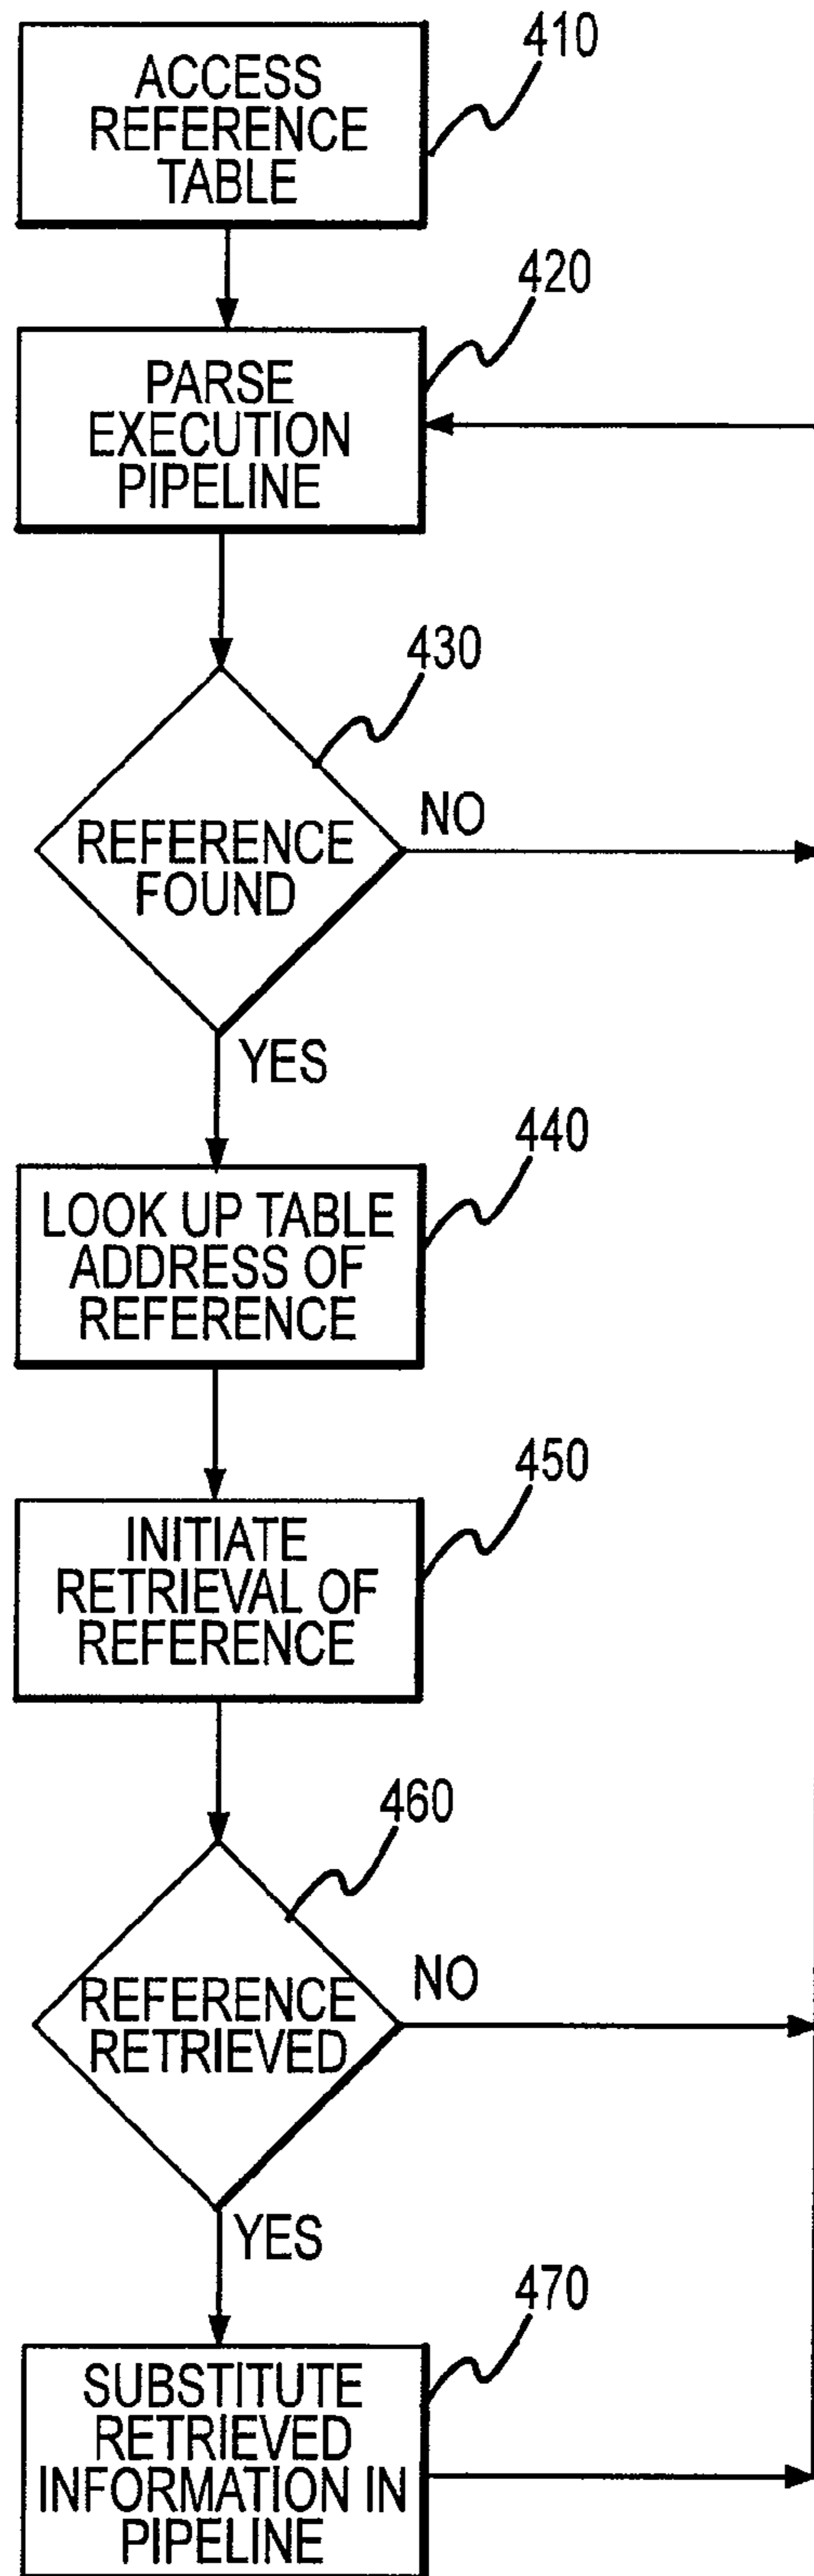 410
ACCESS
REFERENCE
TABLE
420
PARSE
EXECUTION
PIPELINE
430
REFERENCE
FOUND
NO
YES
440
LOOK UP TABLE
ADDRESS OF
REFERENCE
450
INITIATE
RETRIEVAL OF
REFERENCE
460
REFERENCE
RETRIEVED
NO
YES
470
SUBSTITUTE
RETRIEVED
INFORMATION IN
PIPELINE